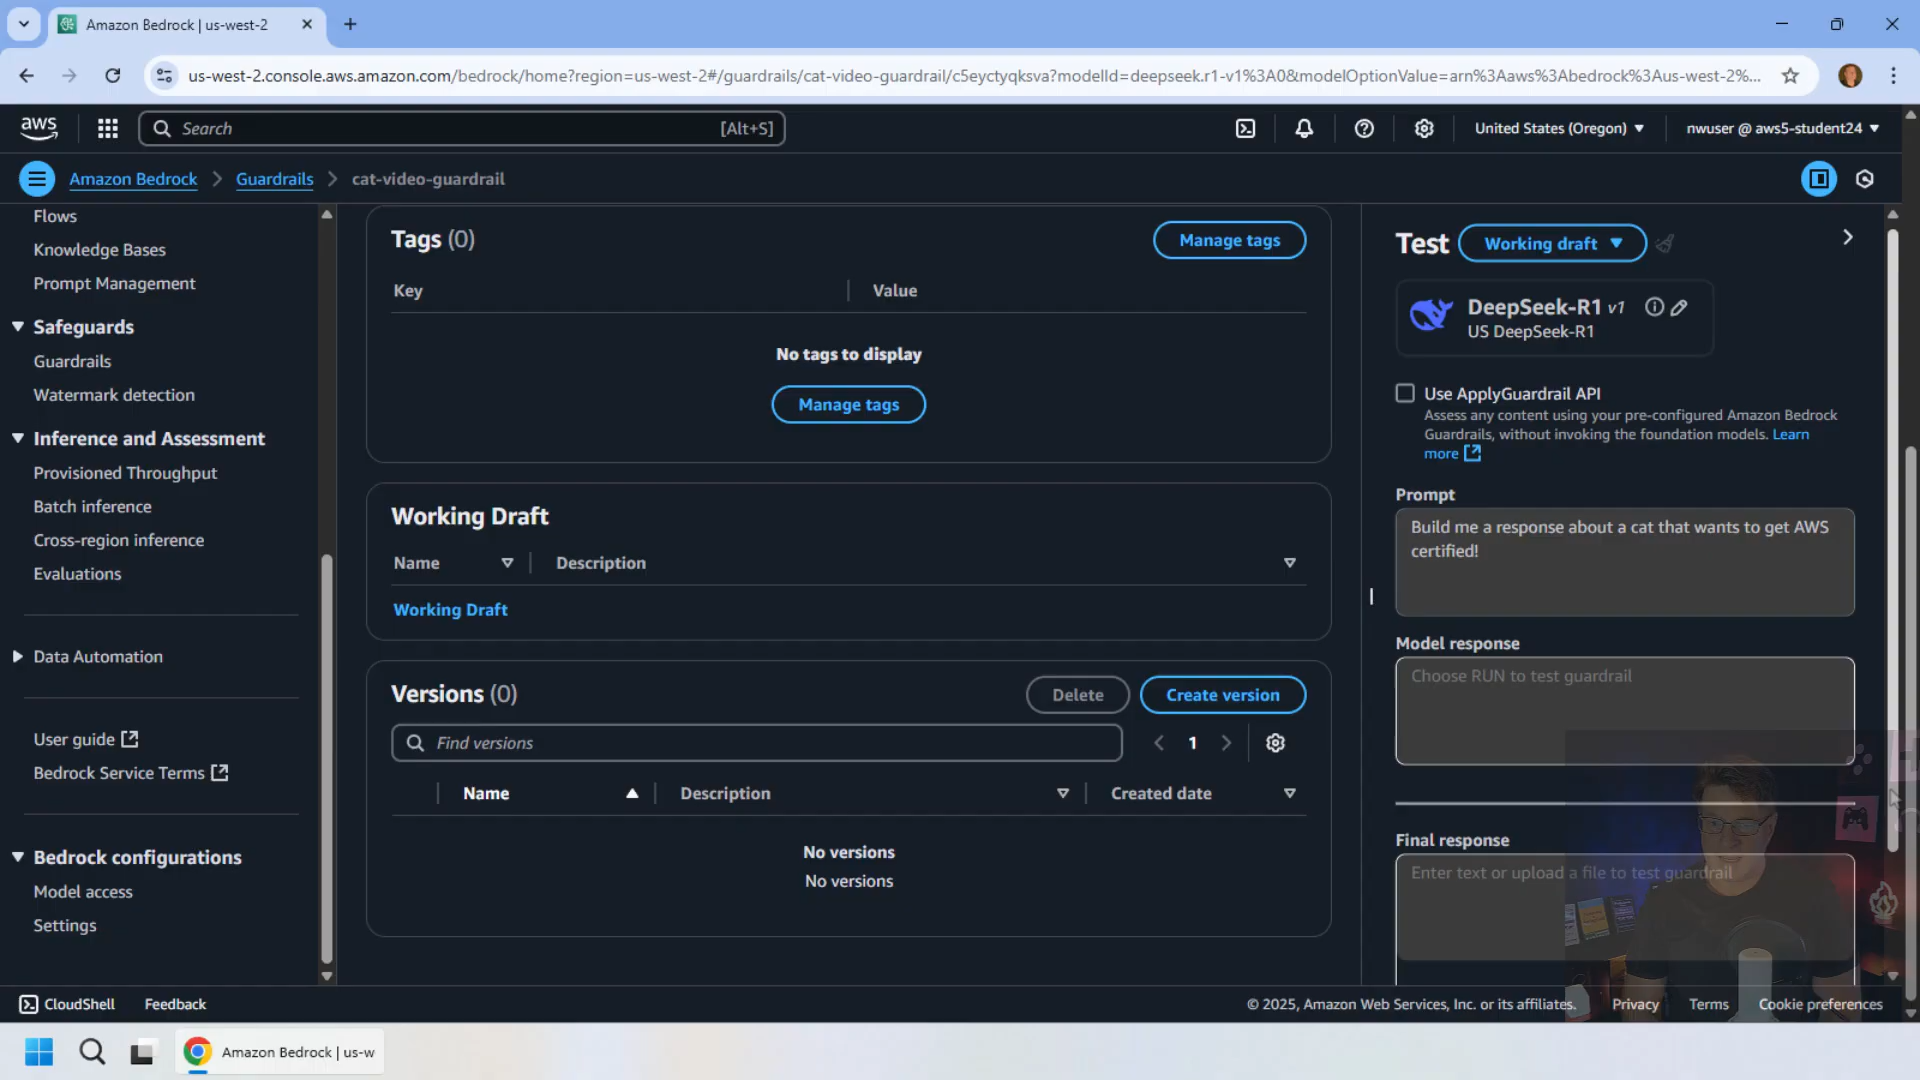 Amazon Bedrock | us-west-2
us-west-2.console.aws.amazon.com/bedrock/home?region=us-west-2#/guardrails/cat-video-guardrail/c5eyctyqksva?modelId=deepseek.r1-v1%3A0&modelOptionValue=arn%3Aaws%3Abedrock%3Aus-west-2%...
aws
Search
[Alt+S]
United States (Oregon)
nwuser @ aws5-student24
Amazon Bedrock
Guardrails
cat-video-guardrail
Flows
Knowledge Bases
Prompt Management
Safeguards
Guardrails
Watermark detection
Inference and Assessment
Provisioned Throughput
Batch inference
Cross-region inference
Evaluations
Data Automation
User guide
Bedrock Service Terms
Bedrock configurations
Model access
Settings
Tags (0)
Manage tags
Key
Value
No tags to display
Manage tags
Working Draft
Name
Description
Working Draft
Versions (0)
Delete
Create version
Find versions
1
Name
Description
Created date
No versions
No versions
Test
Working draft
DeepSeek-R1 v1
US DeepSeek-R1
Use ApplyGuardrail API
Assess any content using your pre-configured Amazon Bedrock
Guardrails, without invoking the foundation models. Learn
more
Prompt
Build me a response about a cat that wants to get AWS
certified!
Model response
Choose RUN to test guardrail
Final response
Enter text or upload a file to test guardrail
CloudShell
Feedback
© 2025, Amazon Web Services, Inc. or its affiliates.
Privacy
Terms
Cookie preferences
Amazon Bedrock | us-w